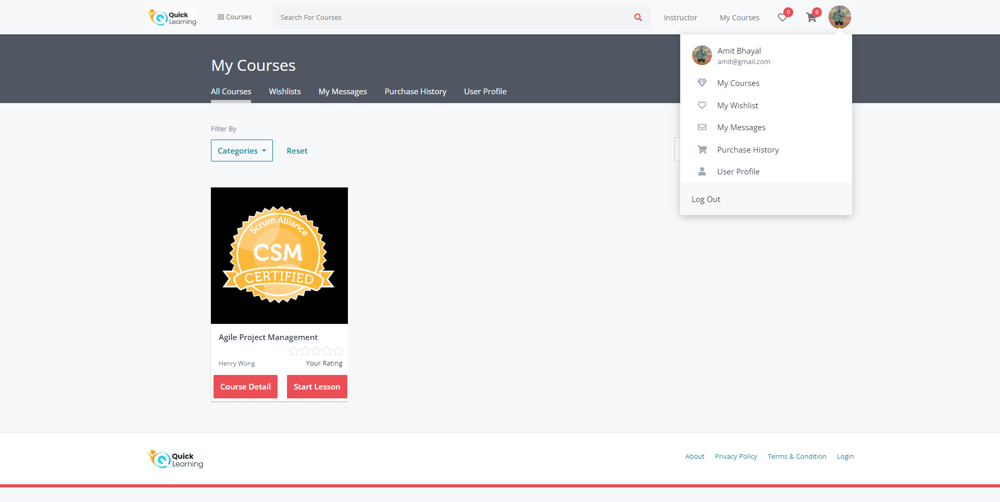 Quick
Learning
Courses
Search For Courses
Instructor
My Courses
0
0
Amit Bhayal
amit@gmail.com
My Courses
My Wishlist
My Messages
Purchase History
User Profile
Log Out
My Courses
All Courses
Wishlists
My Messages
Purchase History
User Profile
Filter By
Categories
Reset
Scrum Alliance
CSM
CERTIFIED
Agile Project Management
Henry Wong
Your Rating
Course Detail
Start Lesson
Quick
Learning
About
Privacy Policy
Terms & Condition
Login